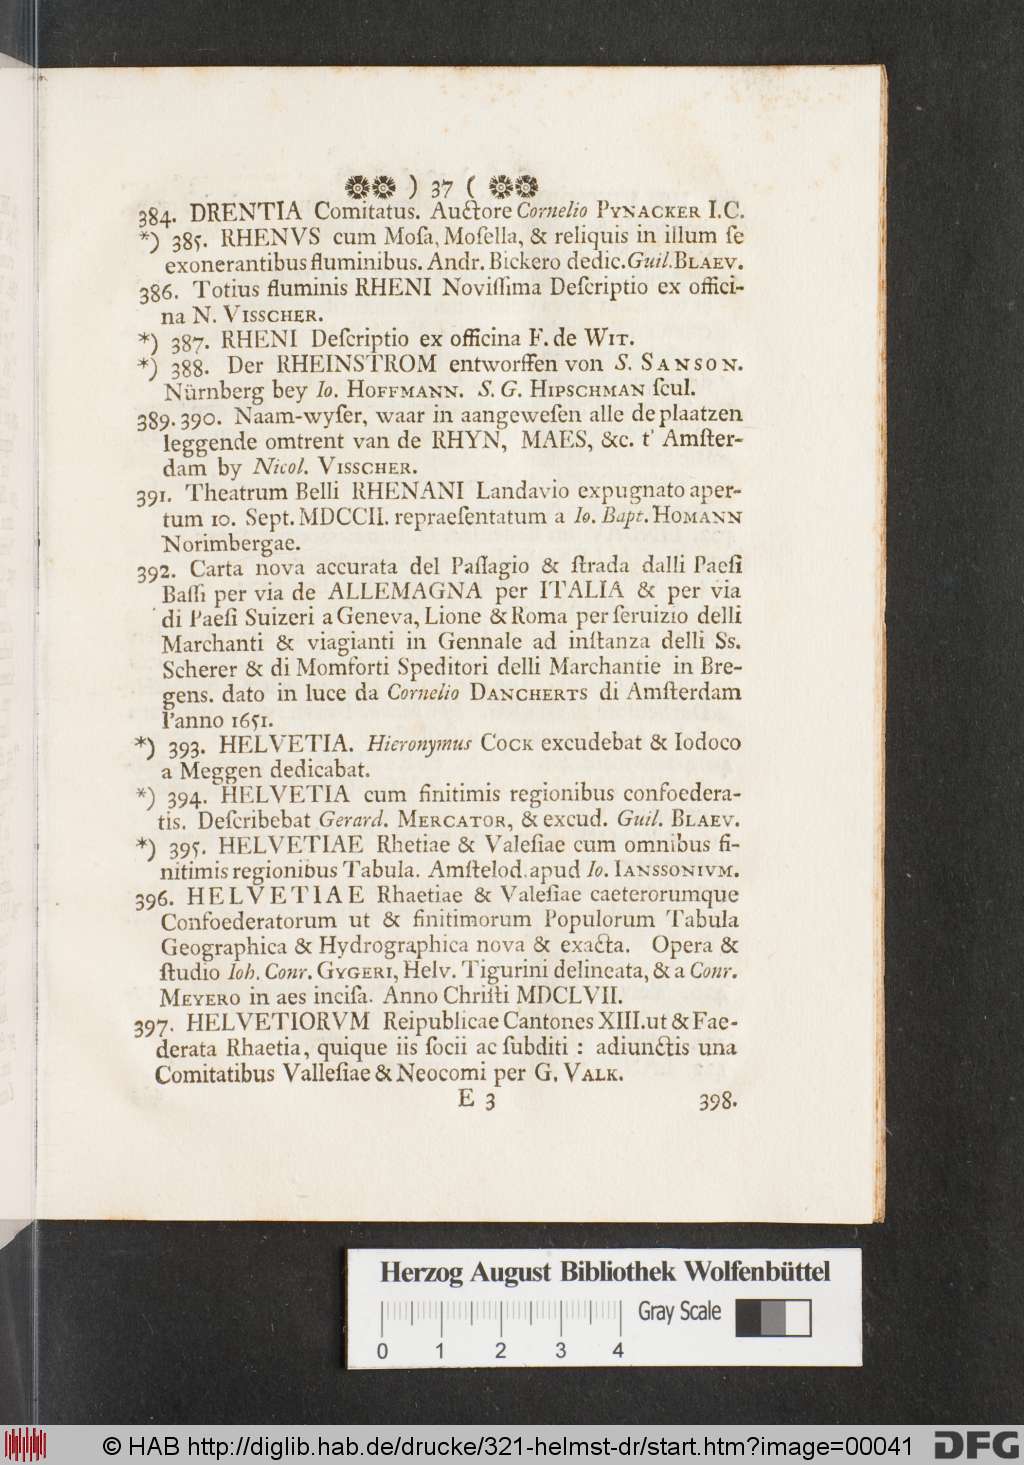 ) 37 (
384. DRENTIA Comitatus. Auctore Cornelio PYNACKER I.C.
*) 385. RHENVS cum Moſa, Moſella, & reliquis in illum ſe
exonerantibus fluminibus. Andr. Bickero dedic. Guil. BLAEV.
386. Totius fluminis RHENI Noviſſima Deſcriptio ex offici-
na N. VISSCHER.
*) 387. RHENI Deſcriptio ex officina F. de WIT.
*) 388. Der RHEINSTROM entworffen von S. SANSON.
Nürnberg bey Io. HOFFMANN. S. G. HIPSCHMAN ſcul.
389. 390. Naam-wyſer, waar in aangeweſen alle de plaatzen
leggende omtrent van de RHYN, MAES, &c. t' Amſter-
dam by Nicol. VISSCHER.
391. Theatrum Belli RHENANI Landavio expugnato aper-
tum 10. Sept. MDCCII. repraeſentatum a Io. Bapt. HOMANN
Norimbergae.
392. Carta nova accurata del Paſſagio & ſtrada dalli Paeſi
Baſſi per via de ALLEMAGNA per ITALIA & per via
di Paeſi Suizeri a Geneva, Lione & Roma per ſeruizio delli
Marchanti & viagianti in Gennale ad inſtanza delli Ss.
Scherer & di Momforti Speditori delli Marchantie in Bre-
gens. dato in luce da Cornelio DANCHERTS di Amſterdam
l'anno 1651.
*) 393. HELVETIA. Hieronymus COCK excudebat & Iodoco
a Meggen dedicabat.
*) 394. HELVETIA cum finitimis regionibus confoedera-
tis. Deſcribebat Gerard. MERCATOR, & excud. Guil. BLAEV.
*) 395. HELVETIAE Rhetiae & Valeſiae cum omnibus fi-
nitimis regionibus Tabula. Amſtelod. apud Io. IANSSONIVM.
396. HELVETIAE Rhaetiae & Valeſiae caeterorumque
Confoederatorum ut & finitimorum Populorum Tabula
Geographica & Hydrographica nova & exacta. Opera &
ſtudio Ioh. Conr. GYGERI, Helv. Tigurini delineata, & a Conr.
MEYERO in aes inciſa. Anno Chriſti MDCLVII.
397. HELVETIORVM Reipublicae Cantones XIII. ut & Fae-
derata Rhaetia, quique iis ſocii ac ſubditi : adiunctis una
Comitatibus Valleſiae & Neocomi per G. VALK.
E 3 398.
Herzog August Bibliothek Wolfenbüttel
Gray Scale
0 1 2 3 4
© HAB http://diglib.hab.de/drucke/321-helmst-dr/start.htm?image=00041 DFG